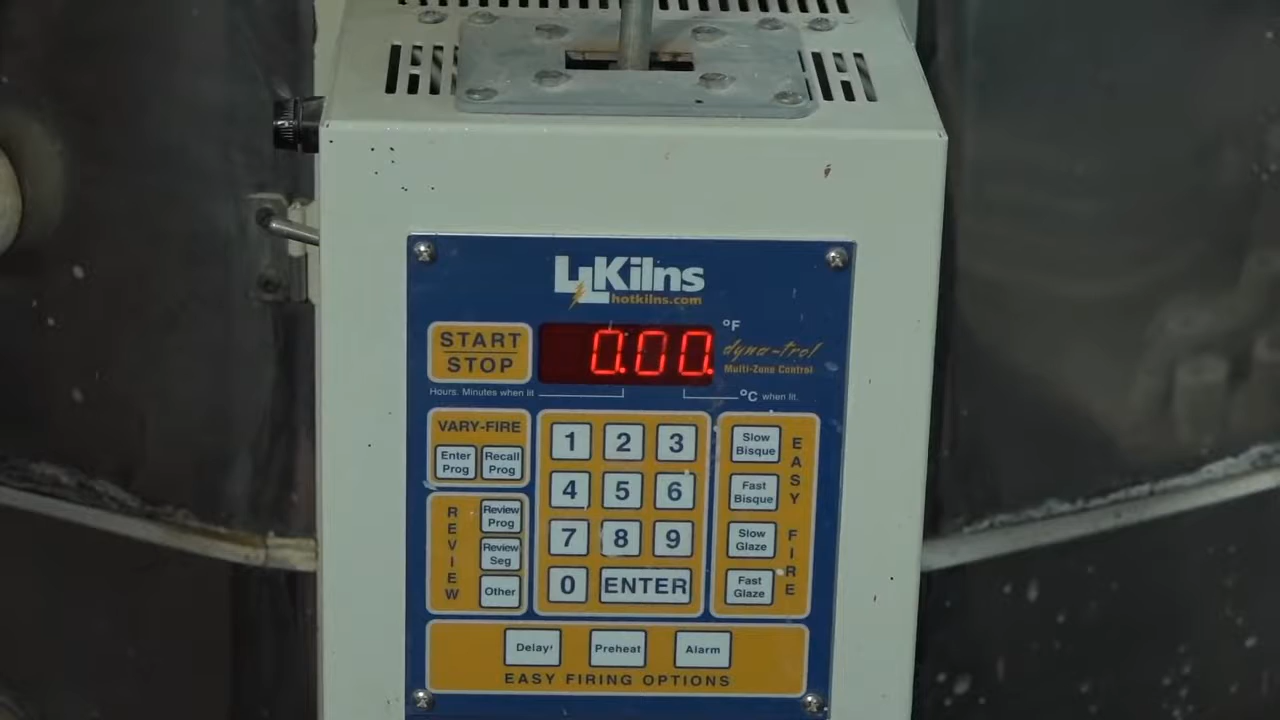 L&L Kilns
hotkilns.com
START
STOP
0.00.
°F
dyna-trol
Multi-Zone Control
Hours. Minutes when lit
°C when lit.
VARY-FIRE
Enter
Prog
Recall
Prog
REVIEW
Review
Prog
Review
Seg
Other
1 2 3
4 5 6
7 8 9
0 ENTER
Slow
Bisque
Fast
Bisque
Slow
Glaze
Fast
Glaze
EASY FIRE
Delay
Preheat
Alarm
EASY FIRING OPTIONS